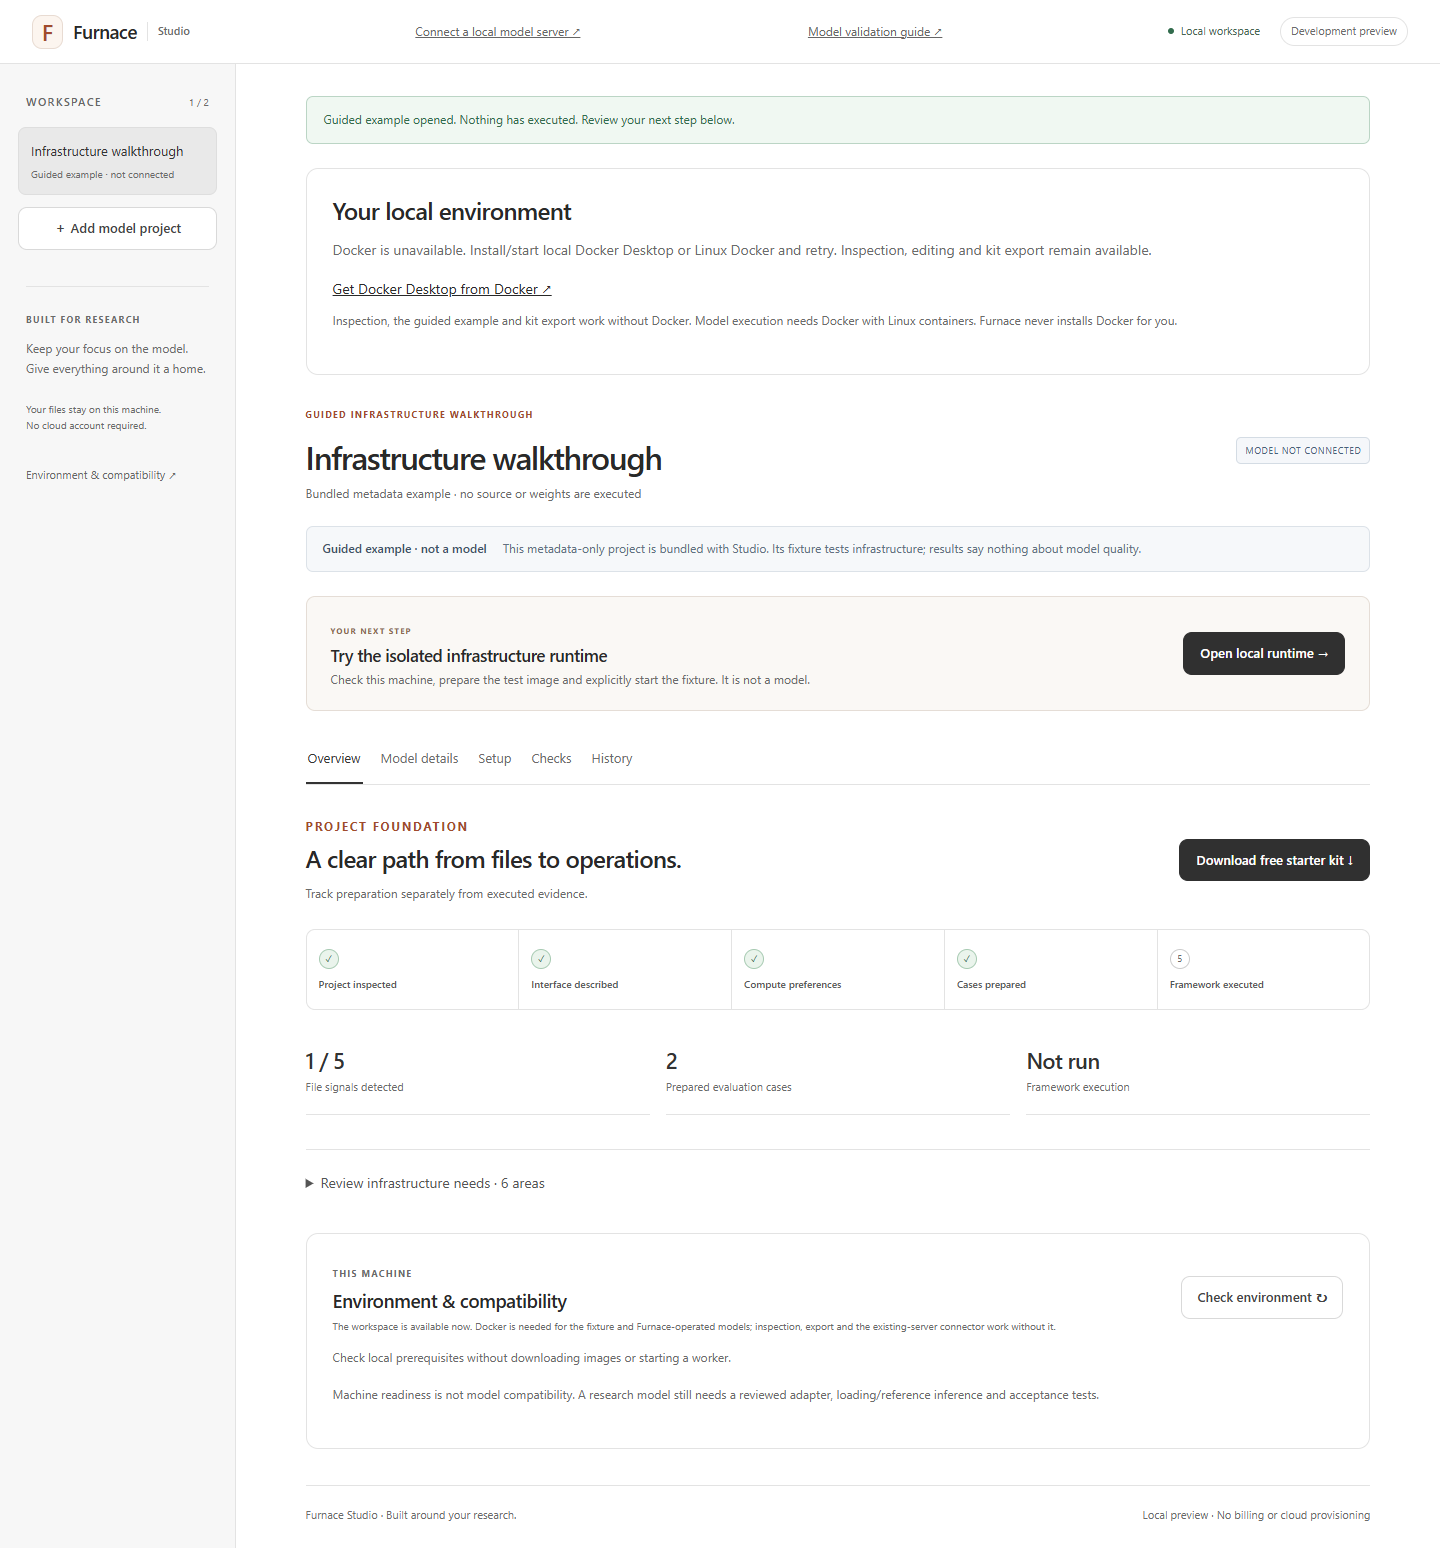 F Furnace Studio
Connect a local model server ↗
Model validation guide ↗
Local workspace
Development preview
WORKSPACE 1 / 2
Infrastructure walkthrough
Guided example · not connected
+ Add model project
BUILT FOR RESEARCH
Keep your focus on the model.
Give everything around it a home.
Your files stay on this machine.
No cloud account required.
Environment & compatibility ↗
Guided example opened. Nothing has executed. Review your next step below.
Your local environment
Docker is unavailable. Install/start local Docker Desktop or Linux Docker and retry. Inspection, editing and kit export remain available.
Get Docker Desktop from Docker ↗
Inspection, the guided example and kit export work without Docker. Model execution needs Docker with Linux containers. Furnace never installs Docker for you.
GUIDED INFRASTRUCTURE WALKTHROUGH
Infrastructure walkthrough
MODEL NOT CONNECTED
Bundled metadata example · no source or weights are executed
Guided example · not a model This metadata-only project is bundled with Studio. Its fixture tests infrastructure; results say nothing about model quality.
YOUR NEXT STEP
Try the isolated infrastructure runtime
Check this machine, prepare the test image and explicitly start the fixture. It is not a model.
Open local runtime →
Overview Model details Setup Checks History
PROJECT FOUNDATION
A clear path from files to operations.
Track preparation separately from executed evidence.
Download free starter kit ↓
✓ ✓ ✓ ✓ 5
Project inspected Interface described Compute preferences Cases prepared Framework executed
1 / 5 2 Not run
File signals detected Prepared evaluation cases Framework execution
▶ Review infrastructure needs · 6 areas
THIS MACHINE
Environment & compatibility
The workspace is available now. Docker is needed for the fixture and Furnace-operated models; inspection, export and the existing-server connector work without it.
Check environment ↻
Check local prerequisites without downloading images or starting a worker.
Machine readiness is not model compatibility. A research model still needs a reviewed adapter, loading/reference inference and acceptance tests.
Furnace Studio · Built around your research.
Local preview · No billing or cloud provisioning